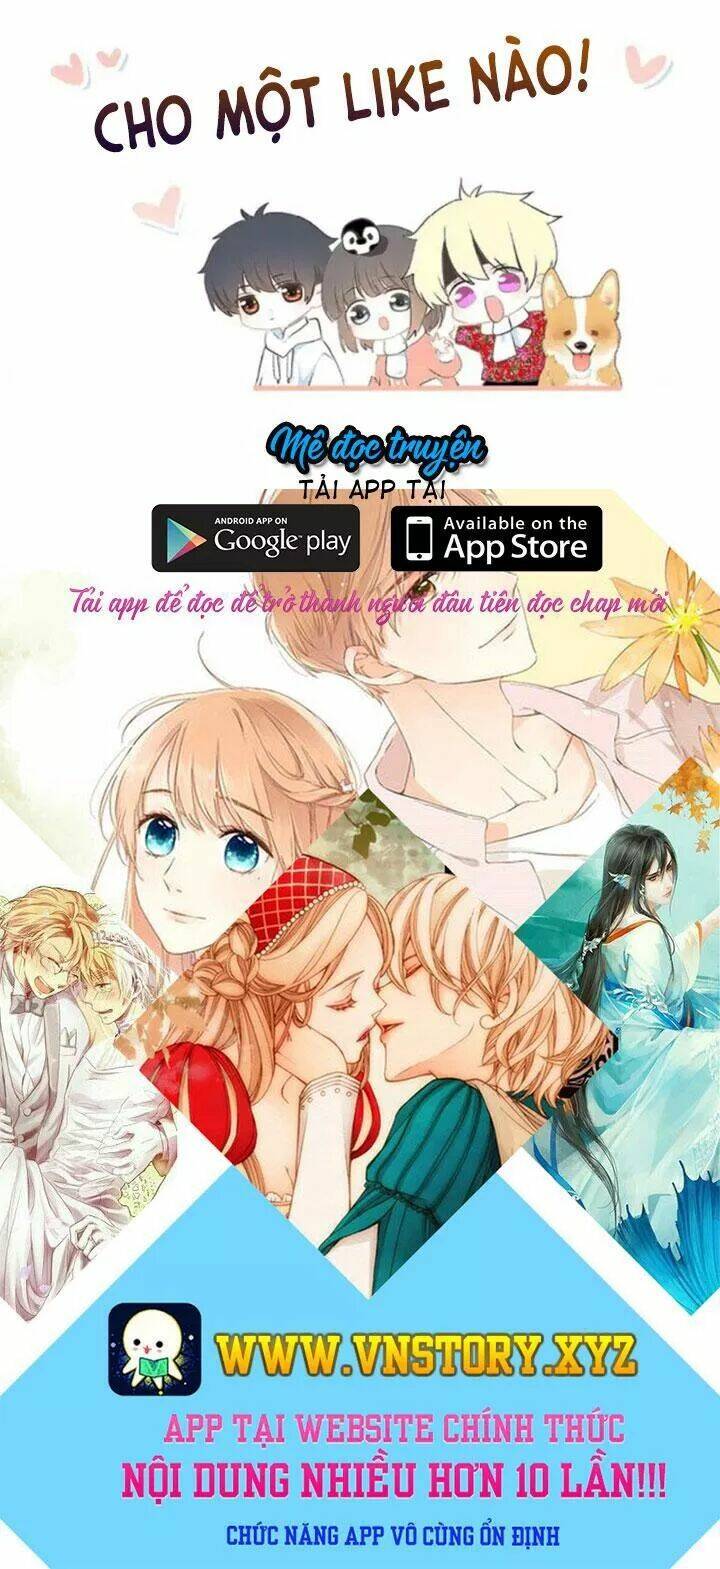 CHO MỘT LIKE NÀO!
Mê đọc truyện
TẢI APP TẠI
ANDROID APP ON
Google play
Available on the
App Store
Tải app để đọc để trở thành người đầu tiên đọc chap mới
WWW.VNSTORY.XYZ
APP TẠI WEBSITE CHÍNH THỨC
NỘI DUNG NHIỀU HƠN 10 LẦN!!!
CHỨC NĂNG APP VÔ CÙNG ỔN ĐỊNH